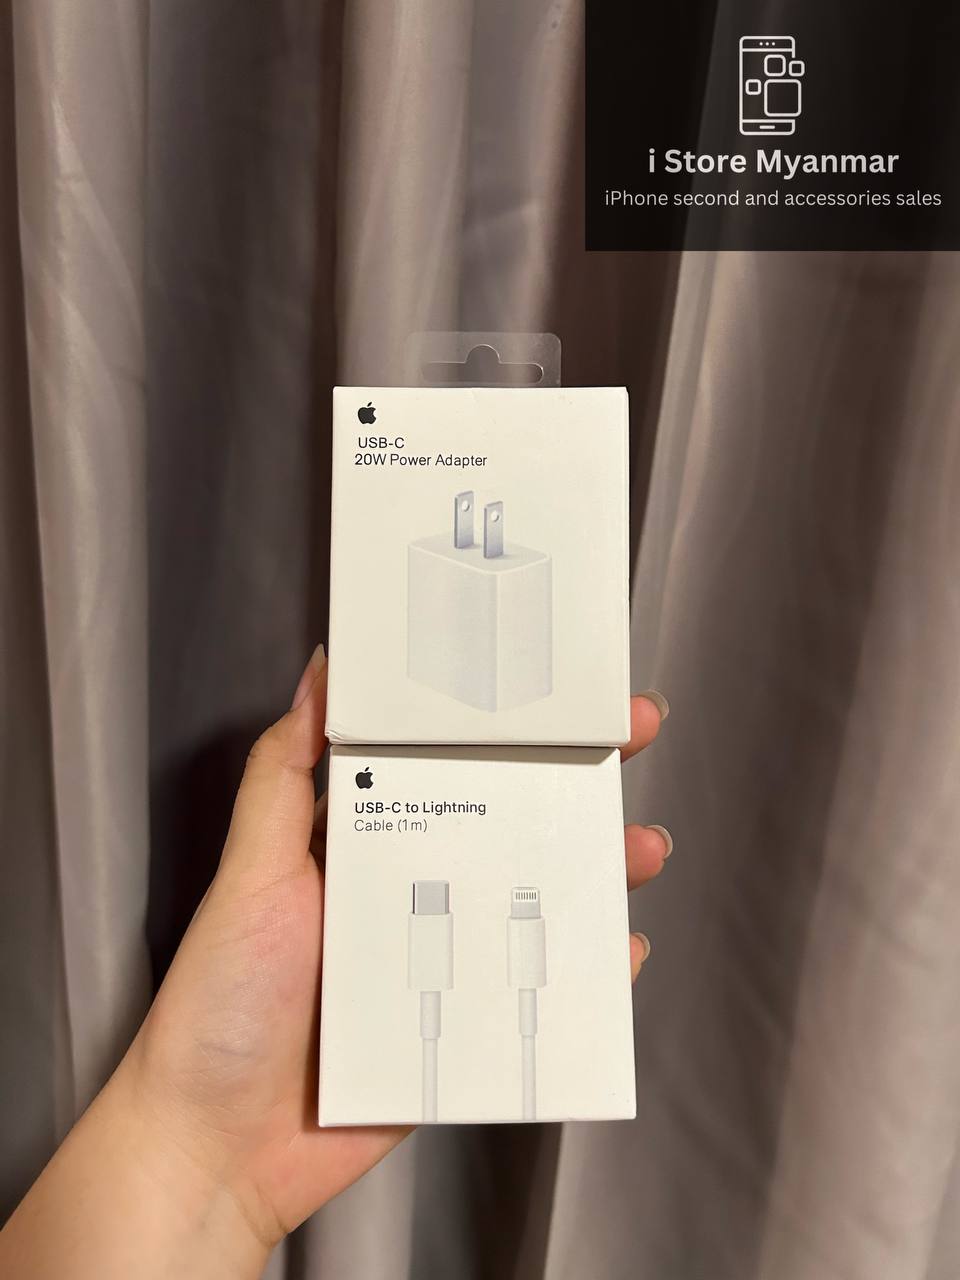 i Store Myanmar
iPhone second and accessories sales
USB-C
20W Power Adapter
USB-C to Lightning
Cable (1m)